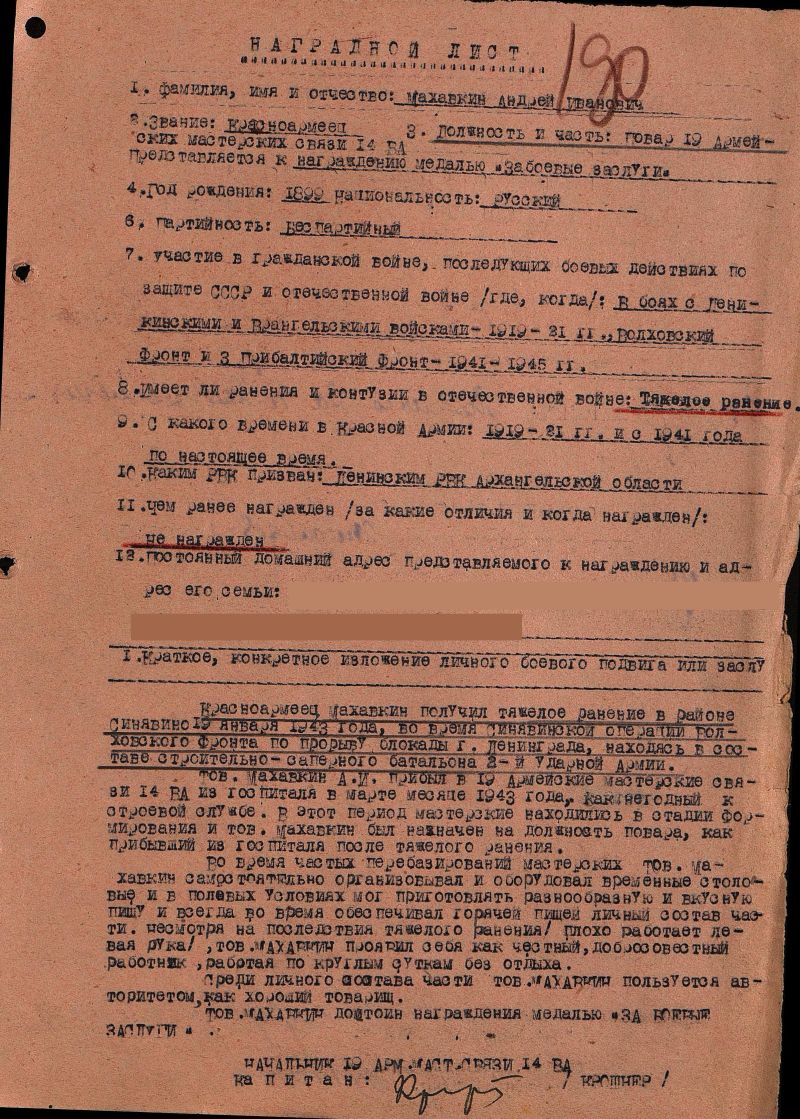 НАГРАДНОЙ ЛИСТ
190
1. Фамилия, имя и отчество: Махавкин Андрей Иванович
2. Звание: Красноармеец 3. Должность и часть: повар 19 Армей-
ских мастерских связи 14 ВА
Представляется к награждению медалью "За боевые заслуги".
4. Год рождения: 1899 Национальность: русский
6. Партийность: Беспартийный
7. Участие в гражданской войне, последующих боевых действиях по
защите СССР и отечественной войне /где, когда/: В боях с Дени-
кинскими и Врангельскими войсками - 1919 - 21 гг., Волховский
фронт и 3 Прибалтийский фронт - 1941 - 1945 гг.
8. Имеет ли ранения и контузии в отечественной войне: Тяжелое ранение.
9. С какого времени в Красной Армии: 1919 - 21 гг. и с 1941 года
по настоящее время.
10. Каким РВК призван: Ленинским РВК Архангельской области
11. Чем ранее награжден /за какие отличия и когда награжден/:
не награжден
12. Постоянный домашний адрес представляемого к награждению и ад-
рес его семьи:
1. Краткое, конкретное изложение личного боевого подвига или заслу
Красноармеец Махавкин получил тяжелое ранение в районе
Синявино 19 января 1943 года, во время Синявинской операции Вол-
ховского фронта по прорыву блокады г. Ленинграда, находясь в сос-
таве строительно-саперного батальона 2-й Ударной Армии.
Тов. Махавкин А.И. прибыл в 19 Армейские мастерские свя-
зи 14 ВА из госпиталя в марте месяце 1943 года, как негодный к
строевой службе. В этот период мастерские находились в стадии фор-
мирования и тов. Махавкин был назначен на должность повара, как
прибывший из госпиталя после тяжелого ранения.
Во время частых перебазирований мастерских тов. Ма-
хавкин самостоятельно организовывал и оборудовал временные столо-
вые и в полевых условиях мог приготовлять разнообразную и вкусную
пищу и всегда во время обеспечивал горячей пищей личный состав час-
ти. Несмотря на последствия тяжелого ранения/ плохо работает ле-
вая рука/ , тов. МАХАВКИН проявил себя как честный, добросовестный
работник , работая по круглым суткам без отдыха.
Среди личного состава части тов. МАХАВКИН пользуется ав-
торитетом, как хороший товарищ.
Тов. МАХАВКИН достоин награждения медалью "ЗА БОЕВЫЕ
ЗАСЛУГИ" .
НАЧАЛЬНИК 19 АРМ.МАСТ.СВЯЗИ 14 ВА
КАПИТАН: / КРОШНЕР /